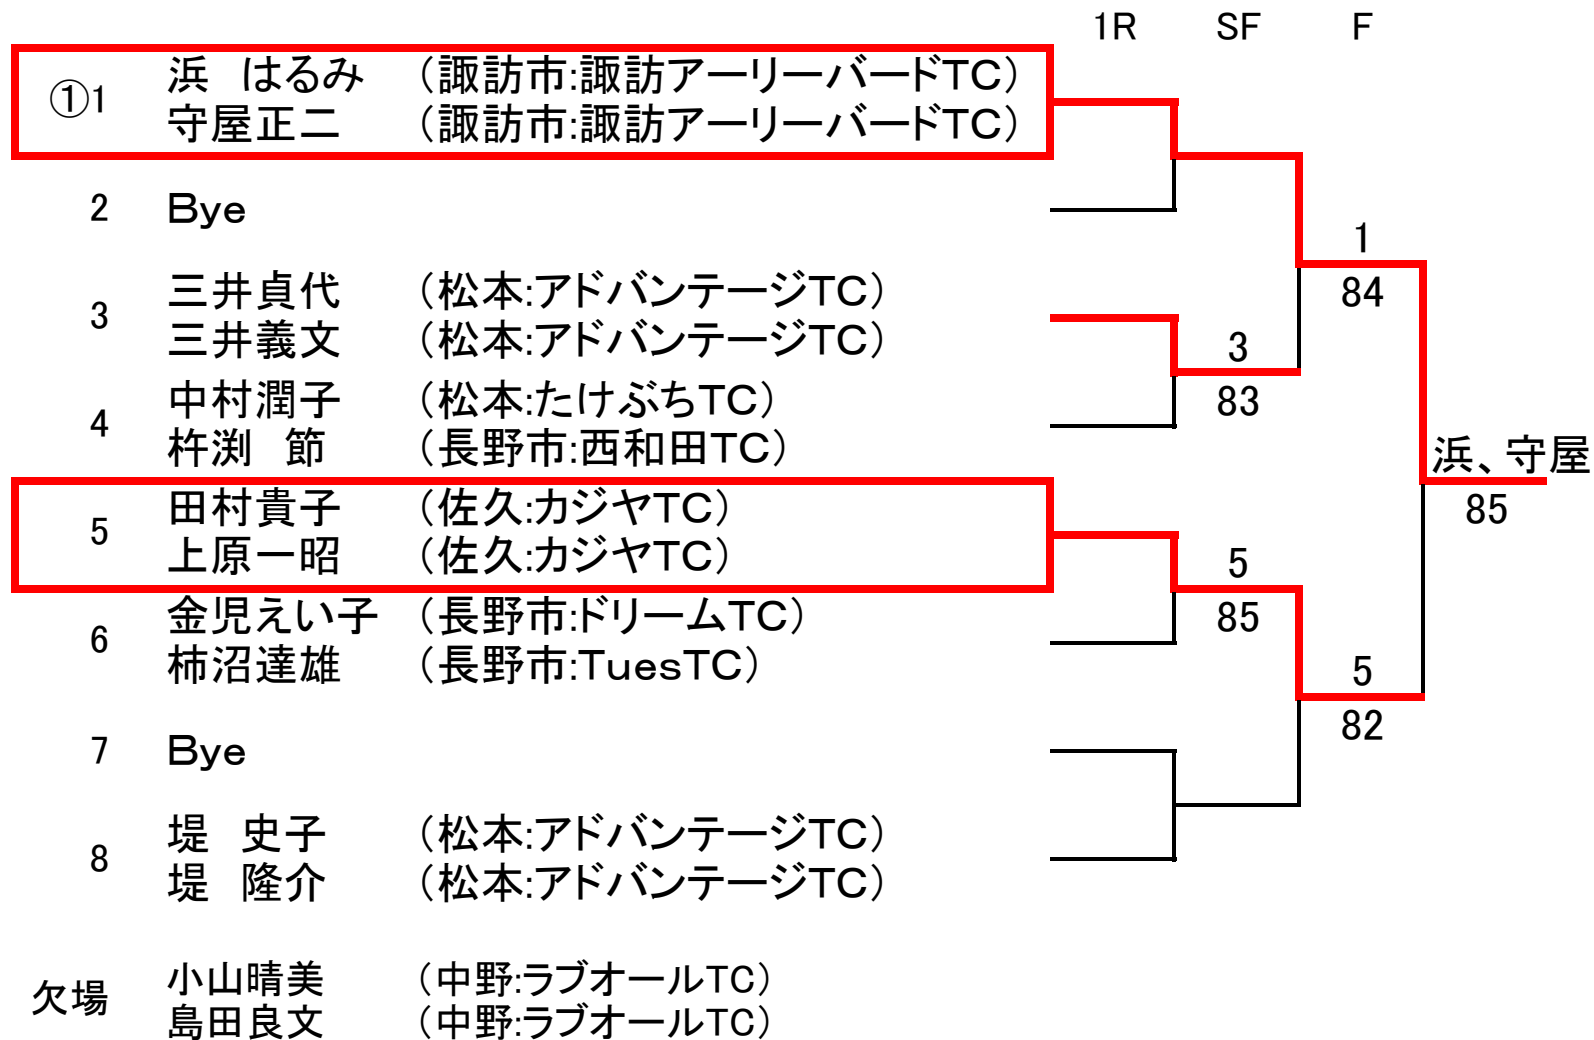 1R SF F
①1 浜　はるみ （諏訪市:諏訪アーリーバードTC）
守屋正二 （諏訪市:諏訪アーリーバードTC）
2 Bye
1
84
3 三井貞代 （松本:アドバンテージTC）
三井義文 （松本:アドバンテージTC）
3
83
4 中村潤子 （松本:たけぶちTC）
杵渕　節 （長野市:西和田TC）
浜、守屋
85
5 田村貴子 （佐久:カジヤTC）
上原一昭 （佐久:カジヤTC）
5
85
6 金児えい子 （長野市:ドリームTC）
柿沼達雄 （長野市:TuesTC）
5
82
7 Bye
8 堤　史子 （松本:アドバンテージTC）
堤　隆介 （松本:アドバンテージTC）
欠場 小山晴美 （中野:ラブオールTC）
島田良文 （中野:ラブオールTC）